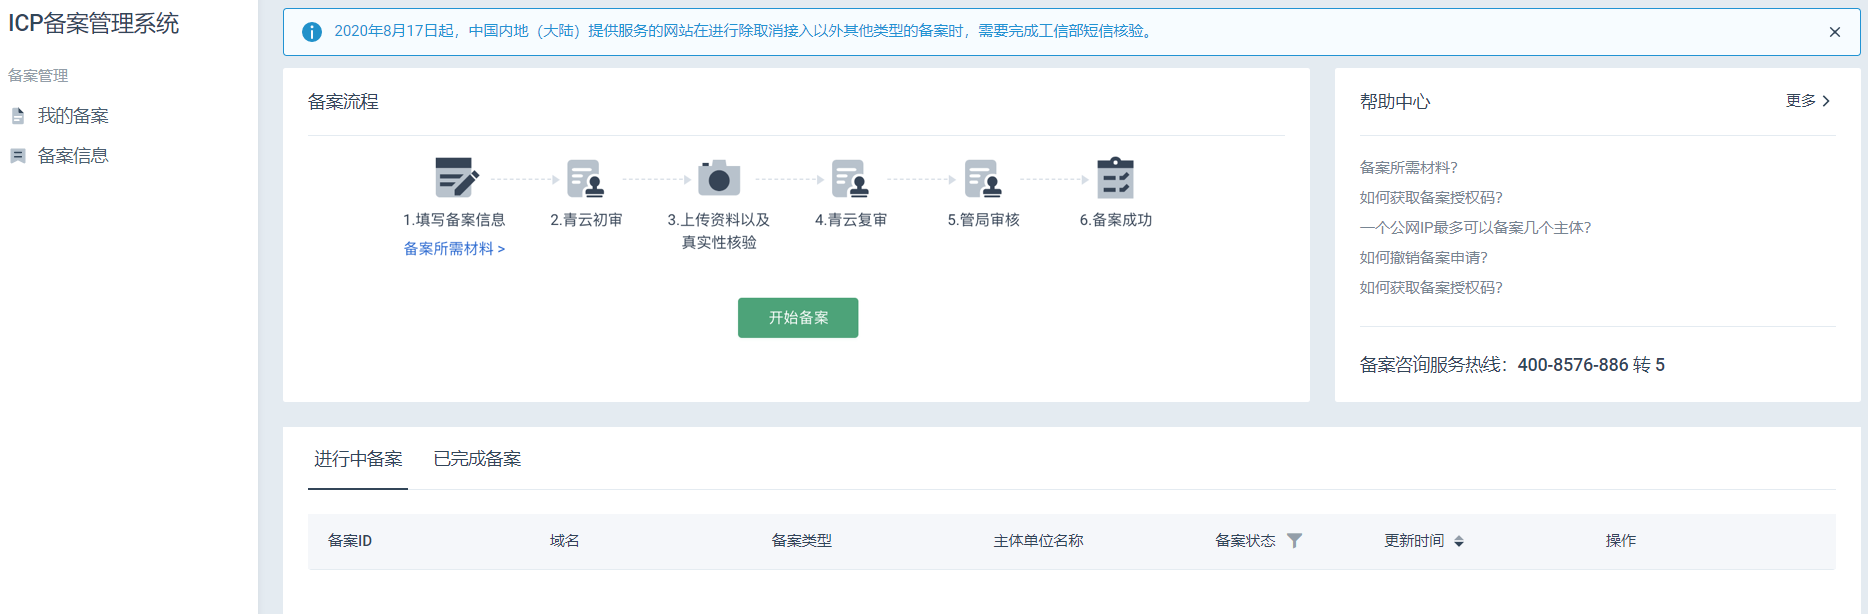 ICP备案管理系统
备案管理
我的备案
备案信息
2020年8月17日起，中国内地（大陆）提供服务的网站在进行除取消接入以外其他类型的备案时，需要完成工信部短信核验。
备案流程
1.填写备案信息
备案所需材料 >
2.青云初审
3.上传资料以及
真实性核验
4.青云复审
5.管局审核
6.备案成功
开始备案
帮助中心
更多
备案所需材料?
如何获取备案授权码?
一个公网IP最多可以备案几个主体?
如何撤销备案申请?
如何获取备案授权码?
备案咨询服务热线：400-8576-886 转 5
进行中备案
已完成备案
备案ID 域名 备案类型 主体单位名称 备案状态 更新时间 操作